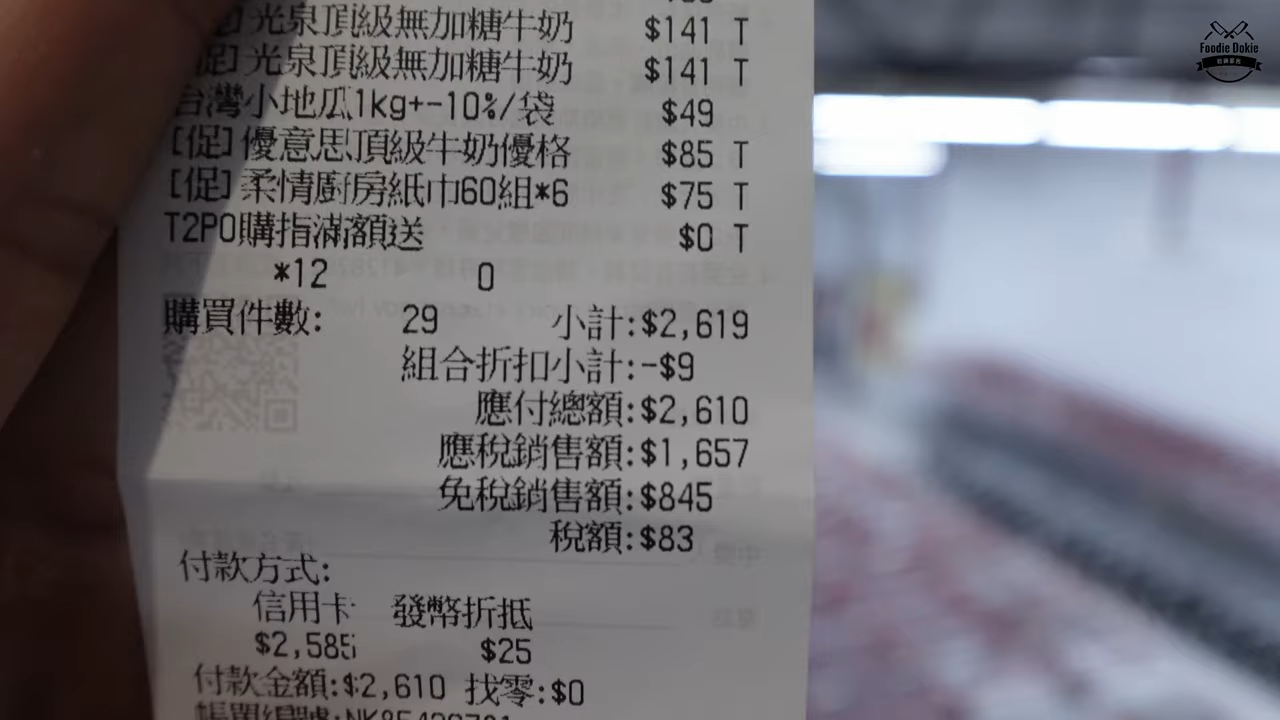 光泉頂級無加糖牛奶 $141 T
[促] 光泉頂級無加糖牛奶 $141 T
台灣小地瓜1kg+-10%/袋 $49
[促] 優意思頂級牛奶優格 $85 T
[促] 柔情廚房紙巾60組*6 $75 T
T2P0購指滿額送 $0 T
*12 0
購買件數: 29 小計:$2,619
組合折扣小計:-$9
應付總額:$2,610
應稅銷售額:$1,657
免稅銷售額:$845
稅額:$83
付款方式:
信用卡 發幣折抵
$2,585 $25
付款金額:$2,610 找零:$0
Foodie Dokie